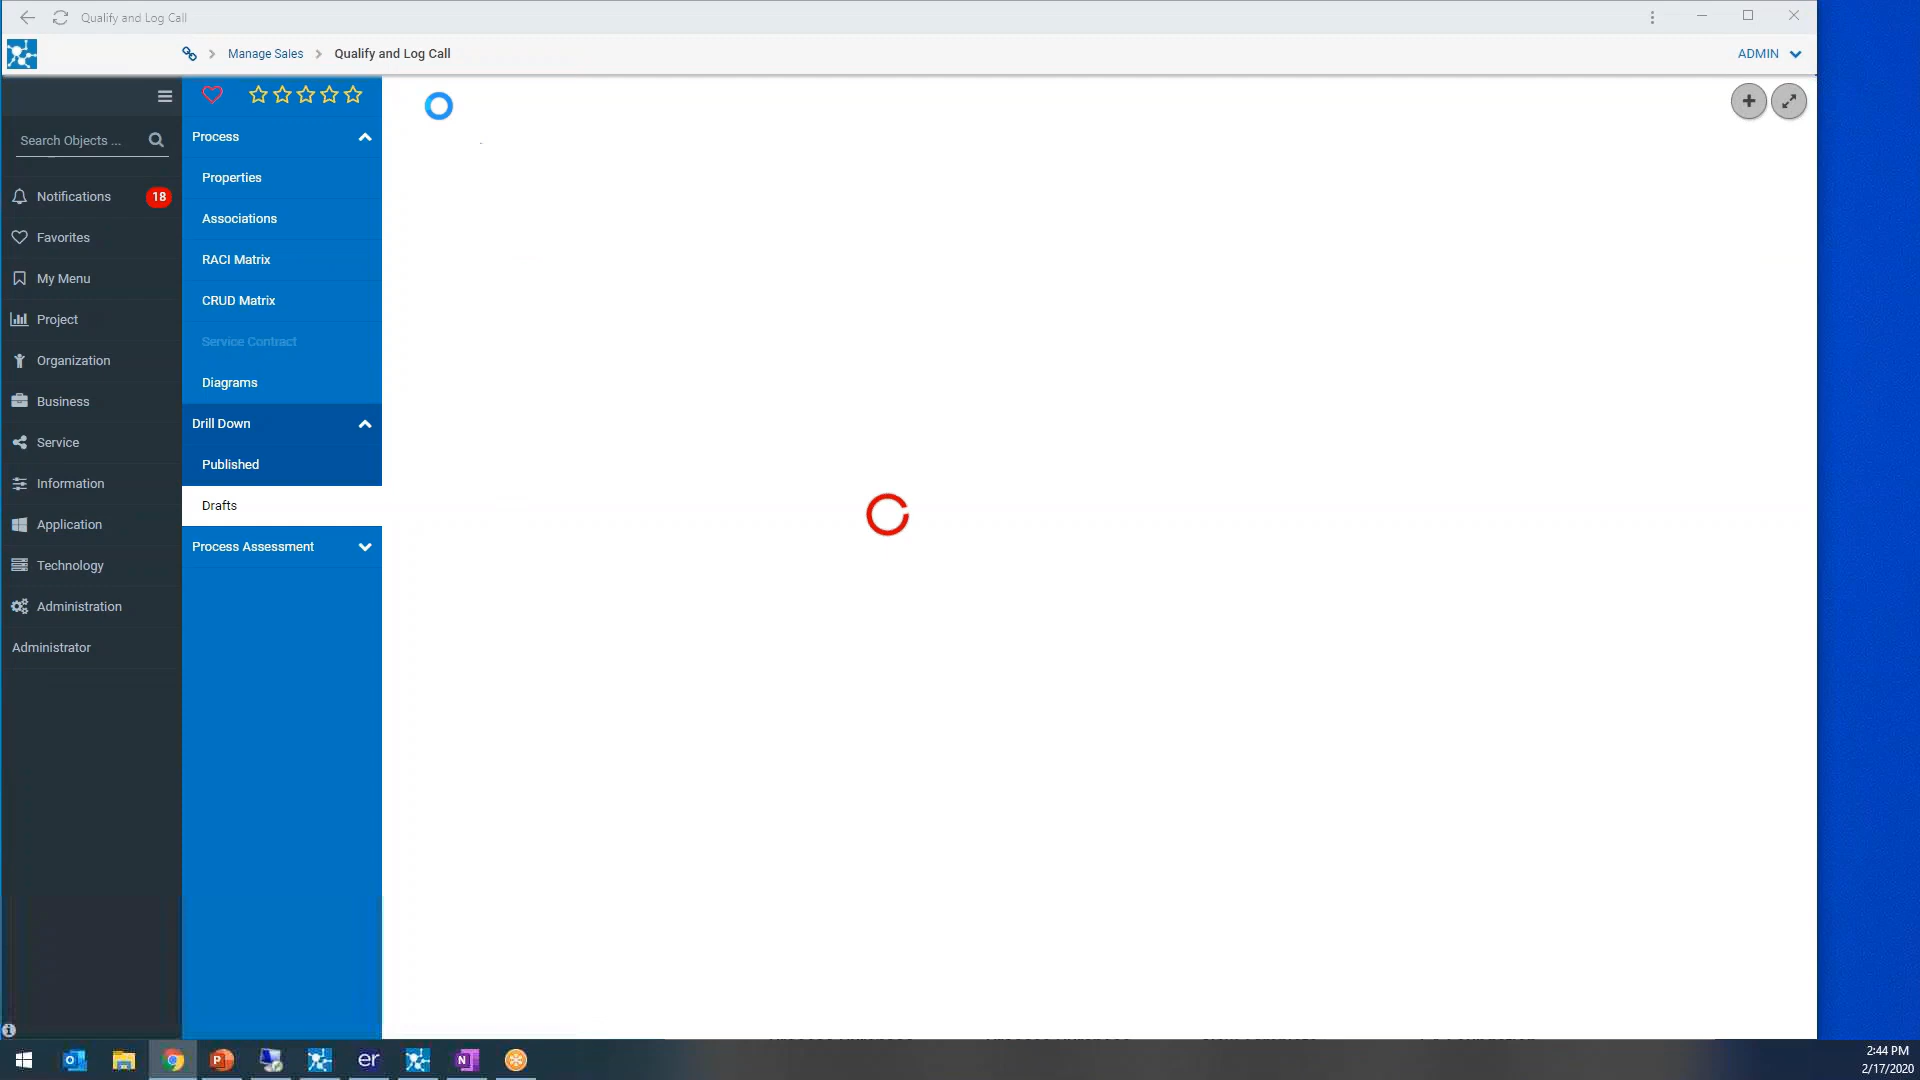 Qualify and Log Call
Manage Sales
Qualify and Log Call
ADMIN
Search Objects ...
Notifications
18
Favorites
My Menu
Project
Organization
Business
Service
Information
Application
Technology
Administration
Administrator
Process
Properties
Associations
RACI Matrix
CRUD Matrix
Service Contract
Diagrams
Drill Down
Published
Drafts
Process Assessment
er
2:44 PM
2/17/2020